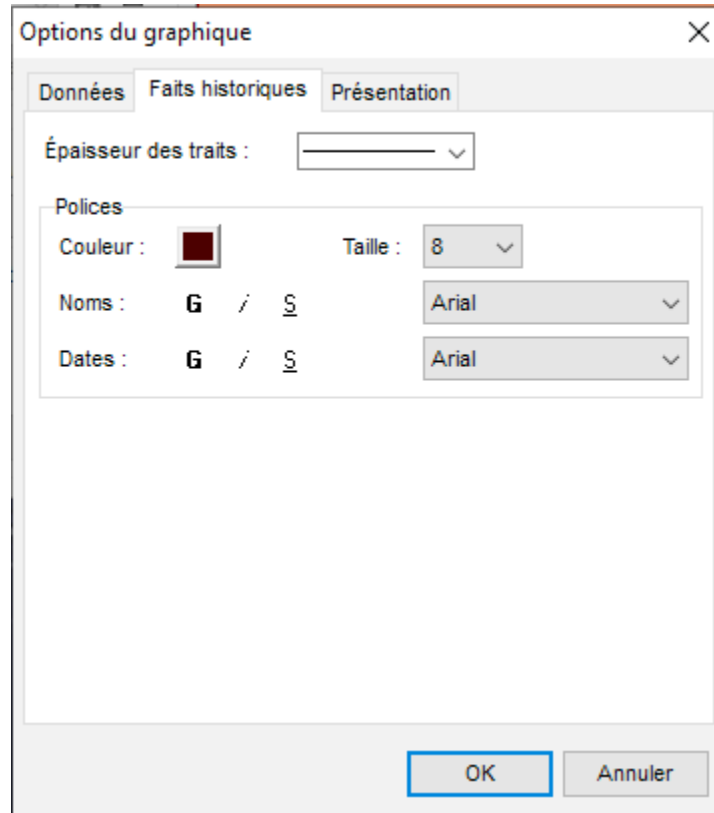 Options du graphique
Données Faits historiques Présentation
Épaisseur des traits :
Polices
Couleur : Taille : 8
Noms : G i S Arial
Dates : G i S Arial
OK Annuler